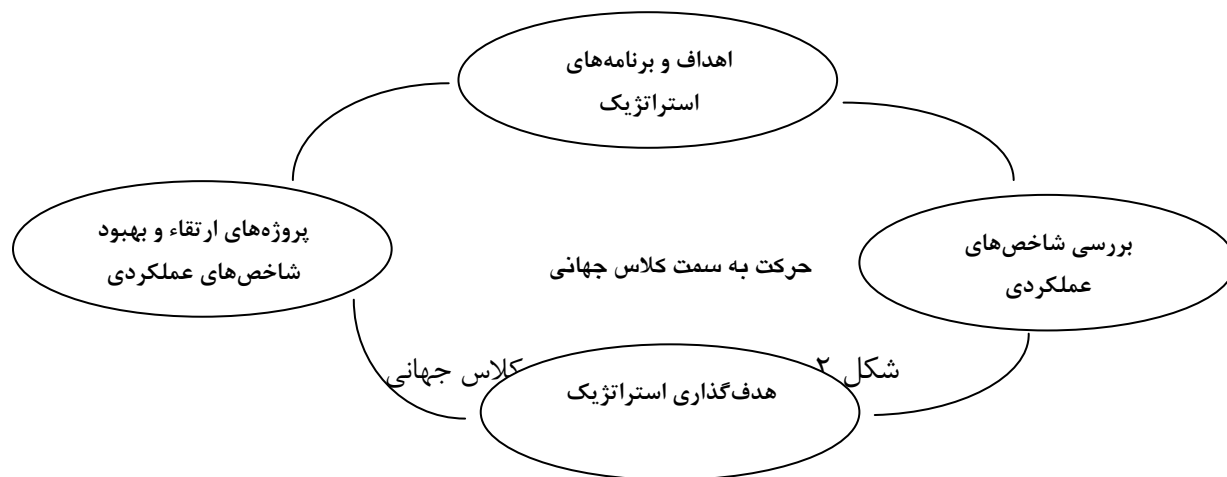 اهداف و برنامه‌های
استراتژیک
پروژه‌های ارتقاء و بهبود
شاخص‌های عملکردی
بررسی شاخص‌های
عملکردی
حرکت به سمت کلاس جهانی
شکل ۲
کلاس جهانی
هدف‌گذاری استراتژیک